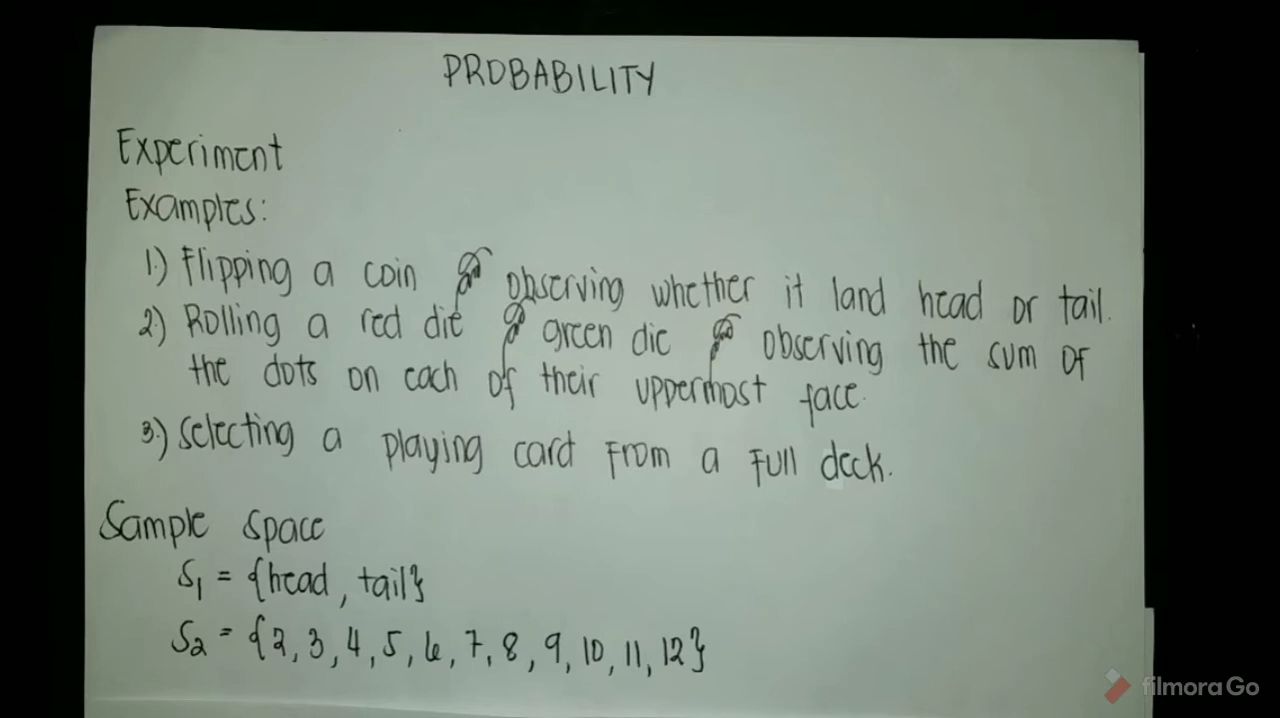 PROBABILITY
Experiment
Examples:
1.) Flipping a coin & observing whether it land head or tail.
2.) Rolling a red die & green die & observing the sum of
the dots on each of their uppermost face.
3.) Selecting a playing card from a full deck.
Sample space
S₁ = {head, tail}
S₂ = {2, 3, 4, 5, 6, 7, 8, 9, 10, 11, 12}
filmoraGo